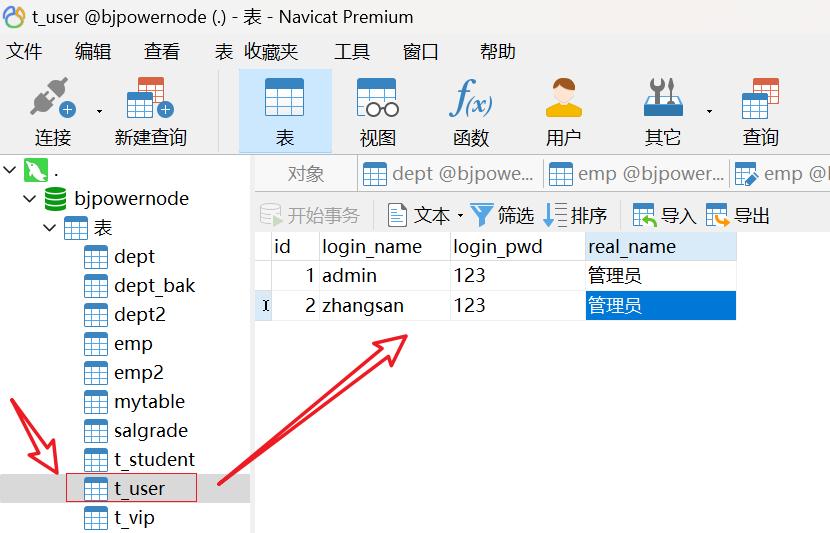 t_user @bjpowernode (.) - 表 - Navicat Premium
文件 编辑 查看 表 收藏夹 工具 窗口 帮助
连接 新建查询 表 视图 函数 用户 其它 查询
f(x)
.
对象 dept @bjpowe... emp @bjpower... emp @
bjpowernode
开始事务 文本 筛选 排序 导入 导出
表
id login_name login_pwd real_name
dept
1 admin 123 管理员
dept_bak
2 zhangsan 123 管理员
dept2
emp
emp2
mytable
salgrade
t_student
t_user
t_vip